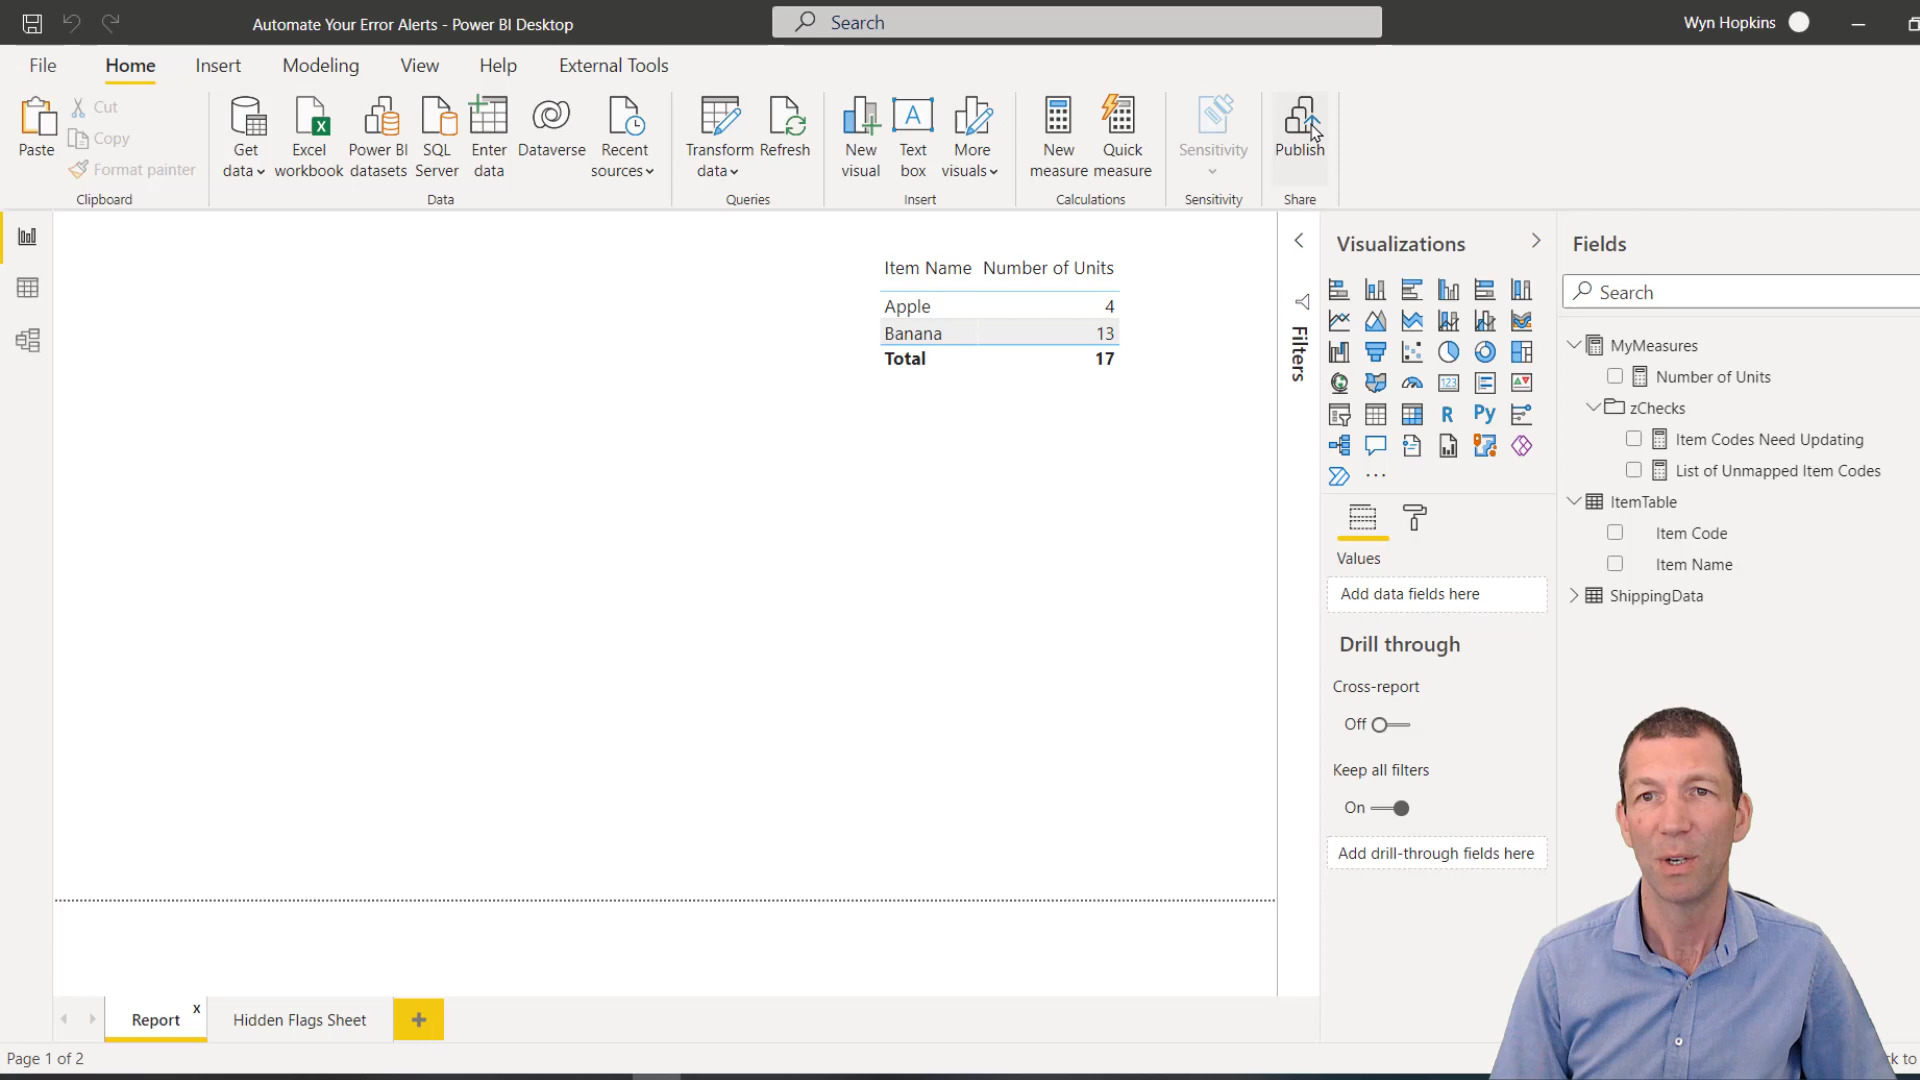 Automate Your Error Alerts - Power BI Desktop
Search
Wyn Hopkins
File Home Insert Modeling View Help External Tools
Paste
Cut
Copy
Format painter
Clipboard
Get data
Excel workbook
Power BI datasets
SQL Server
Enter data
Dataverse
Recent sources
Data
Transform data
Refresh
Queries
New visual
Text box
More visuals
Insert
New measure
Quick measure
Calculations
Sensitivity
Sensitivity
Publish
Share
Item Name Number of Units
Apple 4
Banana 13
Total 17
Filters
Visualizations
R
Py
123
Values
Add data fields here
Drill through
Cross-report
Off
Keep all filters
On
Add drill-through fields here
Fields
Search
MyMeasures
Number of Units
zChecks
Item Codes Need Updating
List of Unmapped Item Codes
ItemTable
Item Code
Item Name
ShippingData
Report x
Hidden Flags Sheet
+
Page 1 of 2
to